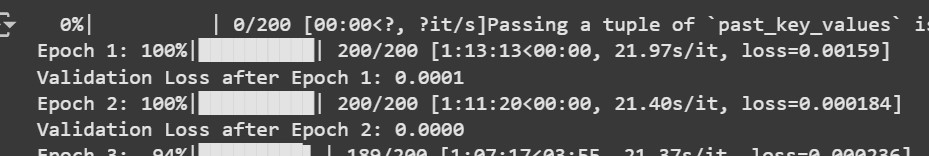 0%| | 0/200 [00:00<?, ?it/s]Passing a tuple of `past_key_values` is
Epoch 1: 100%|██████████| 200/200 [1:13:13<00:00, 21.97s/it, loss=0.00159]
Validation Loss after Epoch 1: 0.0001
Epoch 2: 100%|██████████| 200/200 [1:11:20<00:00, 21.40s/it, loss=0.000184]
Validation Loss after Epoch 2: 0.0000
Epoch 3: 94%|█████████ | 189/200 [1:07:17<03:55, 21.37s/it, loss=0.000236]